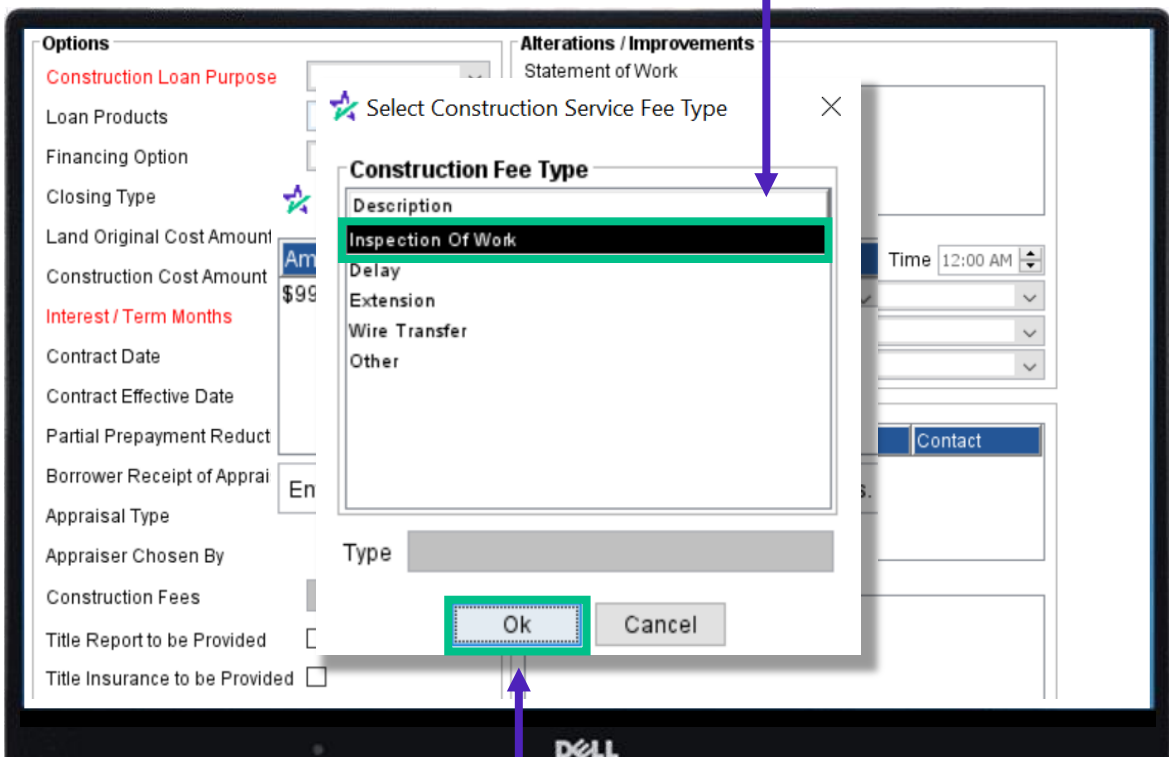 Options
Alterations / Improvements
Construction Loan Purpose
Statement of Work
Select Construction Service Fee Type
Loan Products
Financing Option
Construction Fee Type
Closing Type
Description
Land Original Cost Amount
Inspection Of Work
Am
Time 12:00 AM
Construction Cost Amount
Delay
$99
Extension
Interest / Term Months
Wire Transfer
Contract Date
Other
Contract Effective Date
Partial Prepayment Reduct
Contact
Borrower Receipt of Apprai
En
s.
Appraisal Type
Appraiser Chosen By
Type
Construction Fees
Ok
Cancel
Title Report to be Provided
Title Insurance to be Provided
DELL